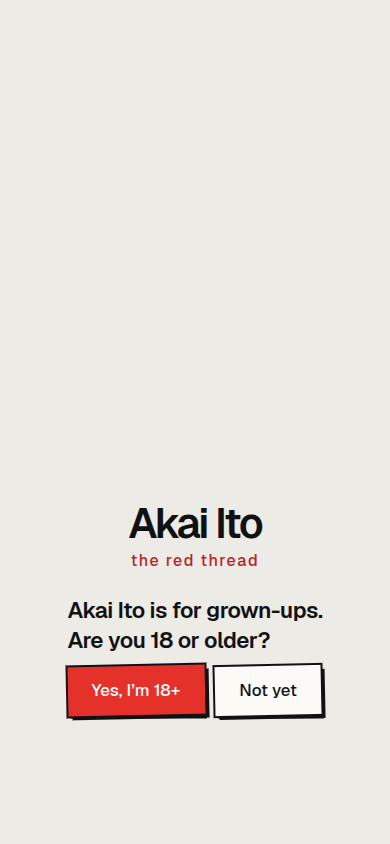 Akai Ito
the red thread
Akai Ito is for grown-ups.
Are you 18 or older?
Yes, I'm 18+
Not yet